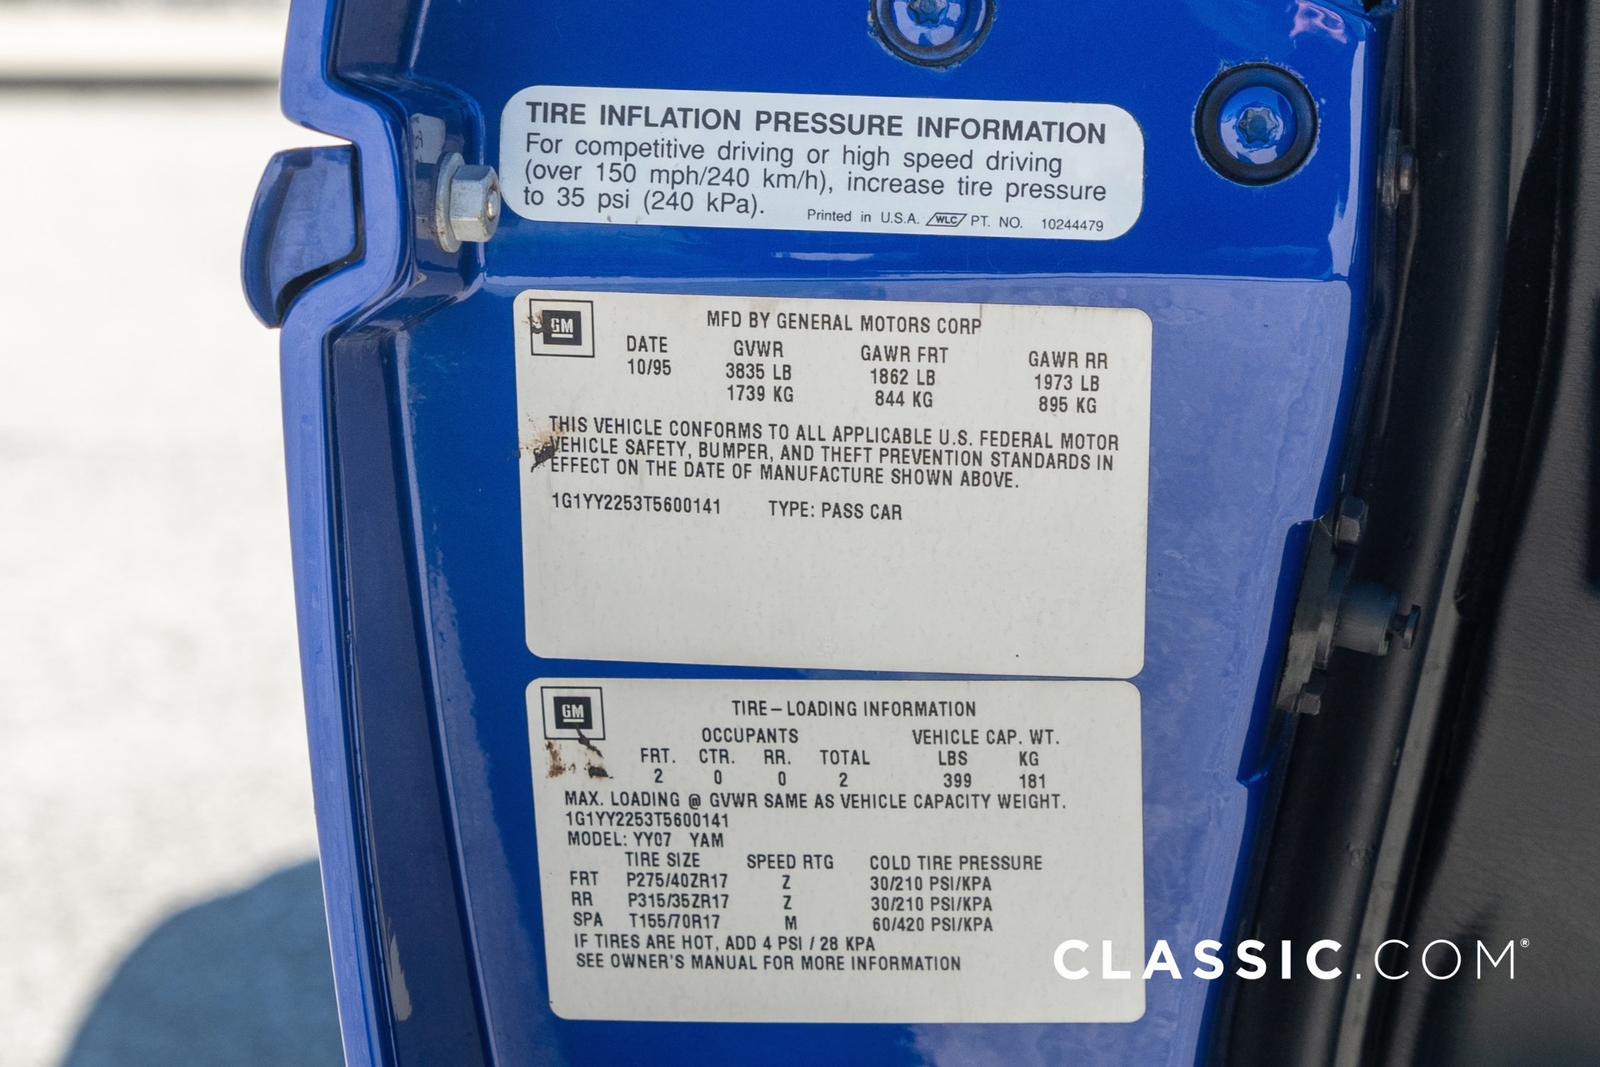 TIRE INFLATION PRESSURE INFORMATION
For competitive driving or high speed driving
(over 150 mph/240 km/h), increase tire pressure
to 35 psi (240 kPa).
Printed in U.S.A. WLC PT. NO. 10244479
GM
MFD BY GENERAL MOTORS CORP
DATE GVWR GAWR FRT GAWR RR
10/95 3835 LB 1862 LB 1973 LB
1739 KG 844 KG 895 KG
THIS VEHICLE CONFORMS TO ALL APPLICABLE U.S. FEDERAL MOTOR
VEHICLE SAFETY, BUMPER, AND THEFT PREVENTION STANDARDS IN
EFFECT ON THE DATE OF MANUFACTURE SHOWN ABOVE.
1G1YY2253T5600141 TYPE: PASS CAR
GM
TIRE-LOADING INFORMATION
OCCUPANTS VEHICLE CAP. WT.
FRT. CTR. RR. TOTAL LBS KG
2 0 0 2 399 181
MAX. LOADING @ GVWR SAME AS VEHICLE CAPACITY WEIGHT.
1G1YY2253T5600141
MODEL: YY07 YAM
TIRE SIZE SPEED RTG COLD TIRE PRESSURE
FRT P275/40ZR17 Z 30/210 PSI/KPA
RR P315/35ZR17 Z 30/210 PSI/KPA
SPA T155/70R17 M 60/420 PSI/KPA
IF TIRES ARE HOT, ADD 4 PSI / 28 KPA
SEE OWNER'S MANUAL FOR MORE INFORMATION
CLASSIC.COM®